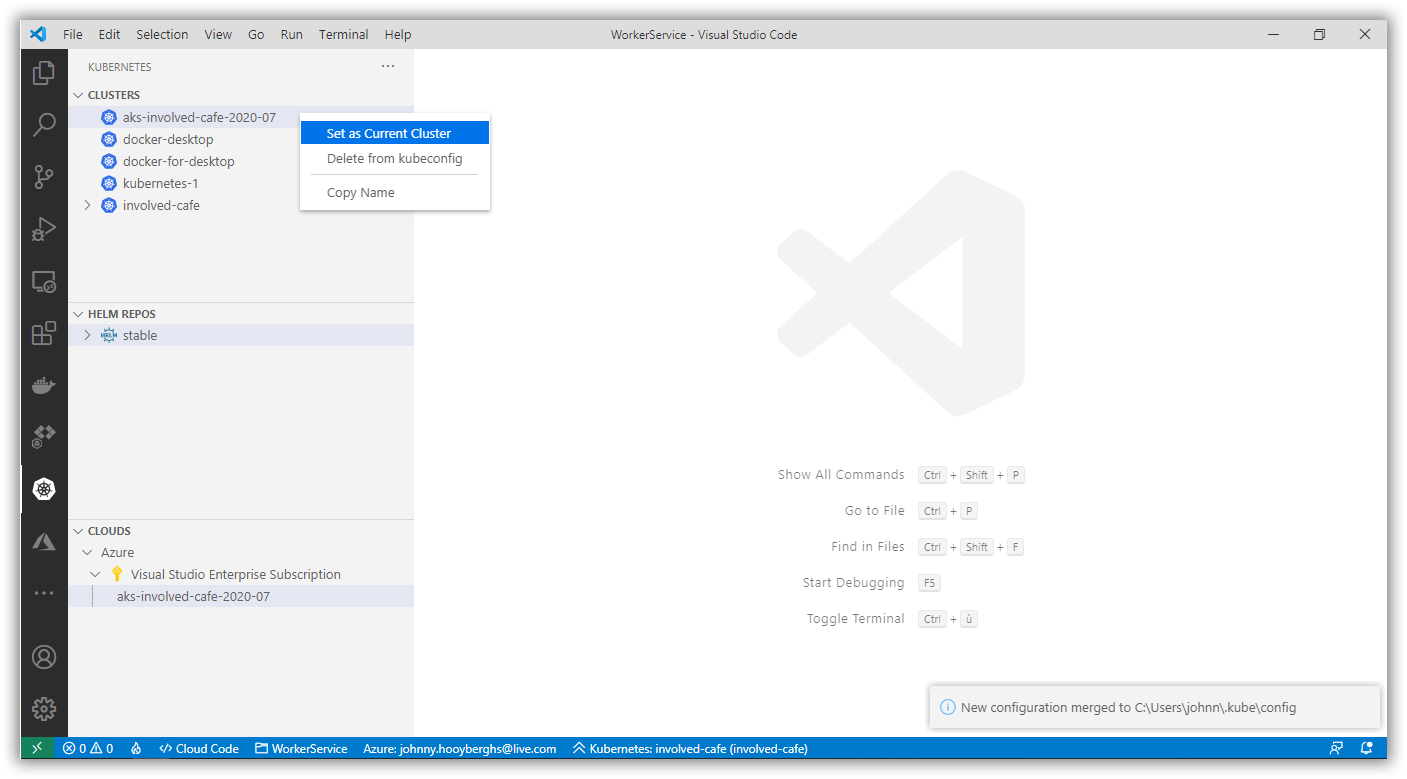 File Edit Selection View Go Run Terminal Help WorkerService - Visual Studio Code
KUBERNETES
CLUSTERS
aks-involved-cafe-2020-07
docker-desktop
docker-for-desktop
kubernetes-1
involved-cafe
Set as Current Cluster
Delete from kubeconfig
Copy Name
HELM REPOS
HELM stable
CLOUDS
Azure
Visual Studio Enterprise Subscription
aks-involved-cafe-2020-07
Show All Commands Ctrl + Shift + P
Go to File Ctrl + P
Find in Files Ctrl + Shift + F
Start Debugging F5
Toggle Terminal Ctrl + ù
New configuration merged to C:\Users\johnn\.kube\config
0 0 Cloud Code WorkerService Azure: johnny.hooyberghs@live.com Kubernetes: involved-cafe (involved-cafe)